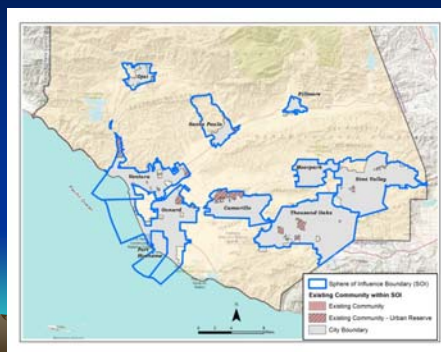 Ojai
Fillmore
Santa Paula
Moorpark
Simi Valley
Ventura
Camarillo
Oxnard
Thousand Oaks
Port
Hueneme
N
Sphere of Influence Boundary (SOI)
Existing Community within SOI
Existing Community
Existing Community - Urban Reserve
City Boundary